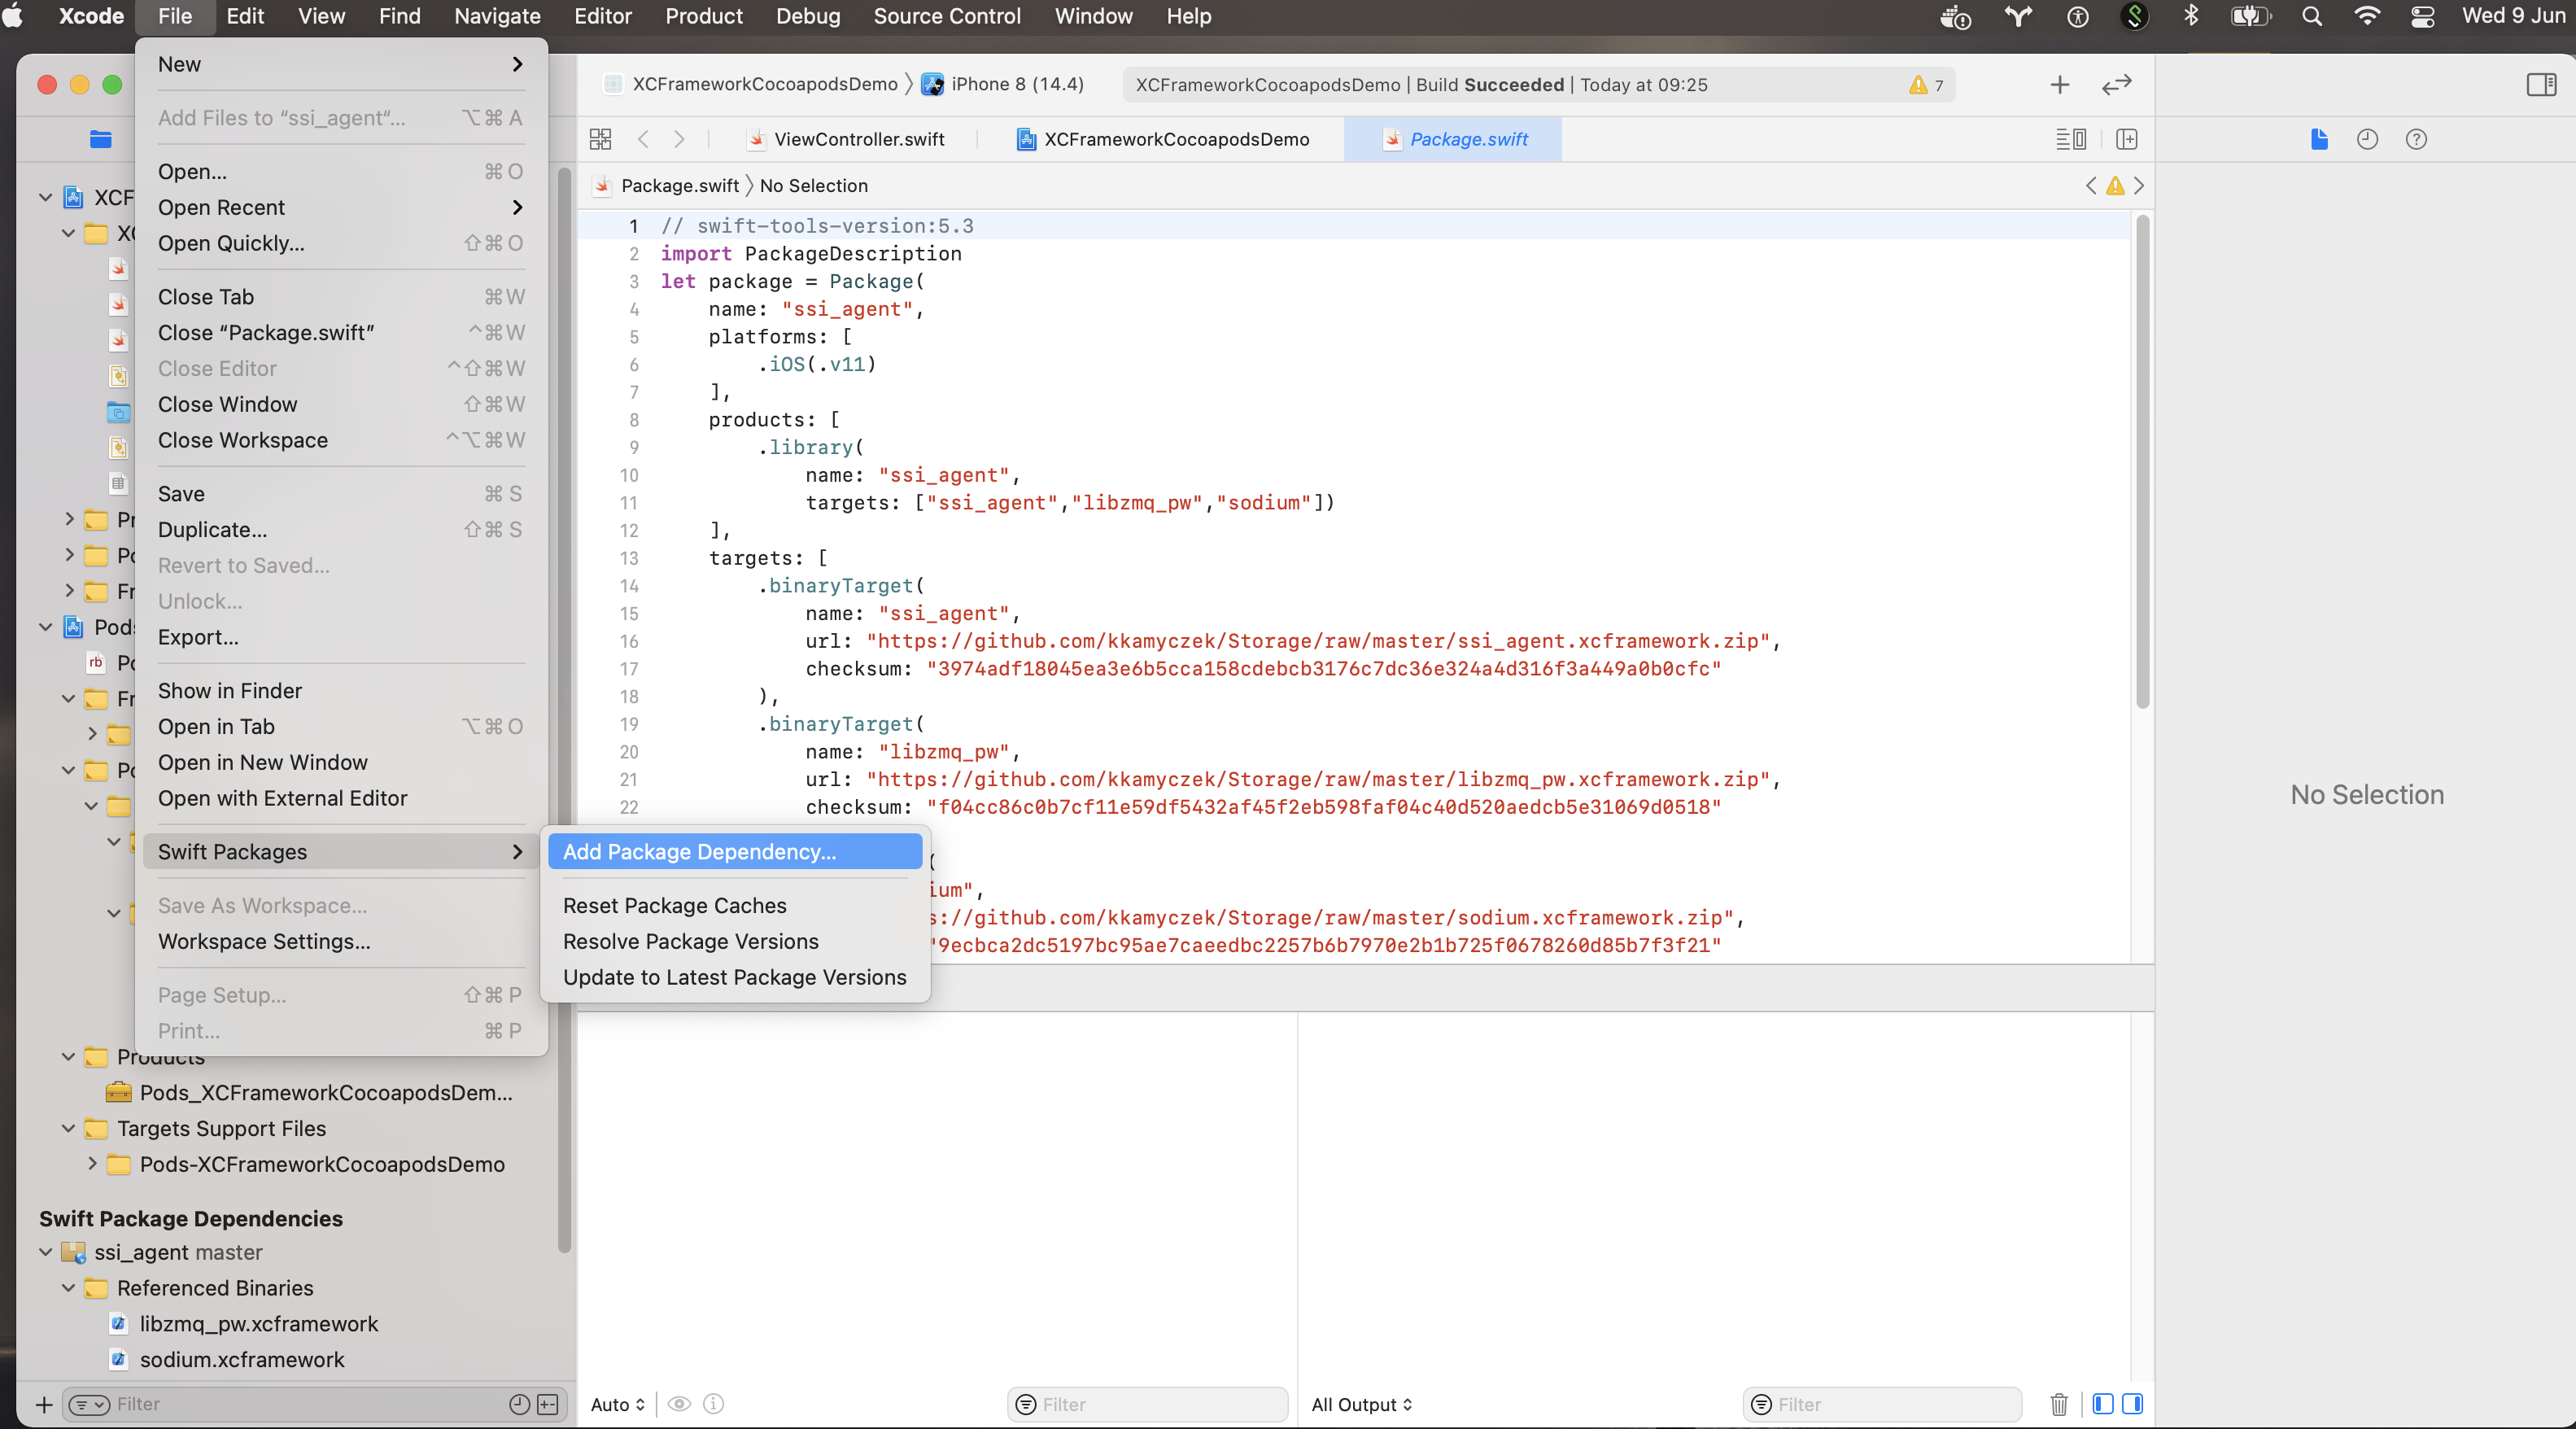 Xcode File Edit View Find Navigate Editor Product Debug Source Control Window Help Wed 9 Jun
New
Add Files to “ssi_agent“... ⌥⌘A
Open... ⌘O
Open Recent
Open Quickly... ⇧⌘O
Close Tab ⌘W
Close “Package.swift” ^⌘W
Close Editor ^⇧⌘W
Close Window ⇧⌘W
Close Workspace ^⌥⌘W
Save ⌘S
Duplicate... ⇧⌘S
Revert to Saved...
Unlock...
Export...
Show in Finder
Open in Tab ⌥⌘O
Open in New Window
Open with External Editor
Swift Packages
Save As Workspace...
Workspace Settings...
Page Setup... ⇧⌘P
Print... ⌘P
Add Package Dependency...
Reset Package Caches
Resolve Package Versions
Update to Latest Package Versions
XCF
XC
Pr
Po
Fr
Pods
rb Po
Fr
Po
Products
Pods_XCFrameworkCocoapodsDem...
Targets Support Files
Pods-XCFrameworkCocoapodsDemo
Swift Package Dependencies
ssi_agent master
Referenced Binaries
libzmq_pw.xcframework
sodium.xcframework
Filter
XCFrameworkCocoapodsDemo iPhone 8 (14.4)
XCFrameworkCocoapodsDemo | Build Succeeded | Today at 09:25 7
ViewController.swift XCFrameworkCocoapodsDemo Package.swift
Package.swift No Selection
1 // swift-tools-version:5.3
2 import PackageDescription
3 let package = Package(
4 name: "ssi_agent",
5 platforms: [
6 .iOS(.v11)
7 ],
8 products: [
9 .library(
10 name: "ssi_agent",
11 targets: ["ssi_agent","libzmq_pw","sodium"])
12 ],
13 targets: [
14 .binaryTarget(
15 name: "ssi_agent",
16 url: "https://github.com/kkamyczek/Storage/raw/master/ssi_agent.xcframework.zip",
17 checksum: "3974adf18045ea3e6b5cca158cdebcb3176c7dc36e324a4d316f3a449a0b0cfc"
18 ),
19 .binaryTarget(
20 name: "libzmq_pw",
21 url: "https://github.com/kkamyczek/Storage/raw/master/libzmq_pw.xcframework.zip",
22 checksum: "f04cc86c0b7cf11e59df5432af45f2eb598faf04c40d520aedcb5e31069d0518"
(
ium",
s://github.com/kkamyczek/Storage/raw/master/sodium.xcframework.zip",
"9ecbca2dc5197bc95ae7caeedbc2257b6b7970e2b1b725f0678260d85b7f3f21"
Auto Filter All Output Filter
No Selection